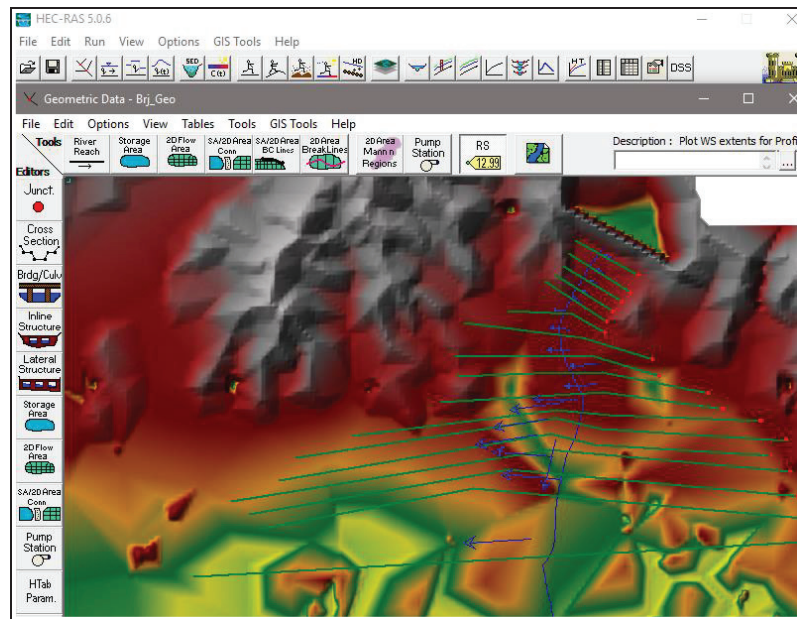 HEC-RAS 5.0.6
File Edit Run View Options GIS Tools Help
SED
C(t)
HD
HT
DSS
Geometric Data - Brj_Geo
File Edit Options View Tables Tools GIS Tools Help
Tools
Editors
River
Reach
Storage
Area
2D Flow
Area
SA/2D Area
Conn
SA/2D Area
BC Lines
2D Area
BreakLines
2D Area
Mann n
Regions
Pump
Station
RS
12.99
Description : Plot WS extents for Profi
...
Junct.
Cross
Section
Brdg/Culv
Inline
Structure
Lateral
Structure
Storage
Area
2D Flow
Area
SA/2D Area
Conn
Pump
Station
HTab
Param.